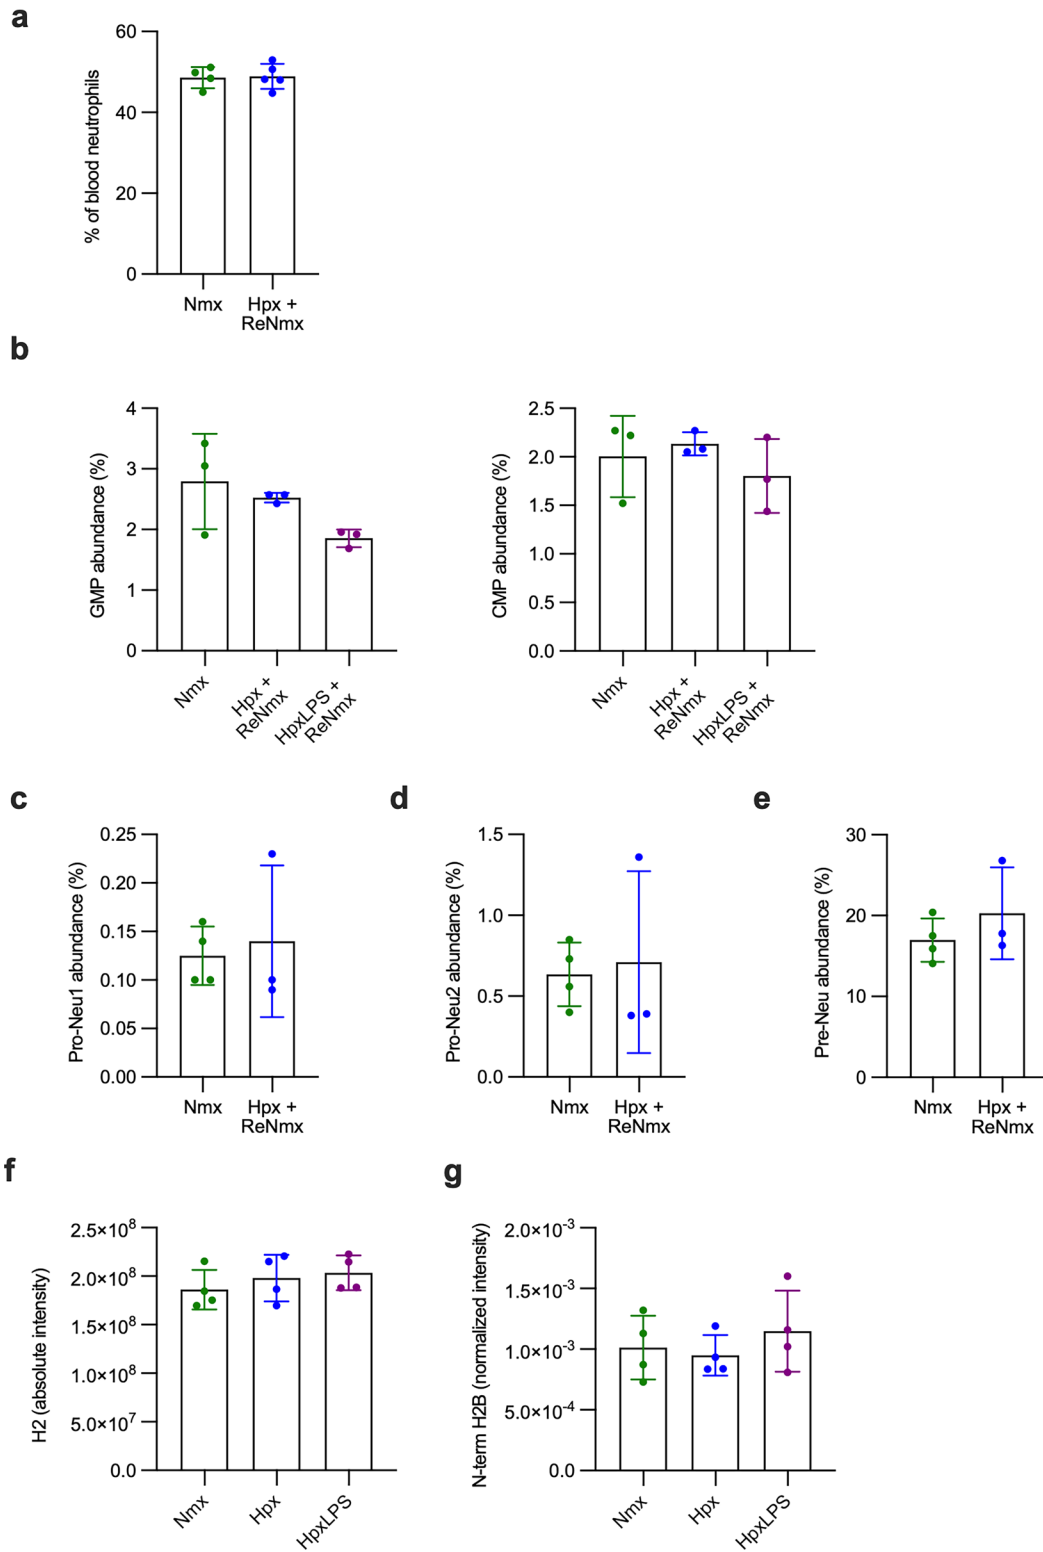 a
% of blood neutrophils
60
40
20
0
Nmx
Hpx +
ReNmx
b
GMP abundance (%)
4
3
2
1
0
Nmx
Hpx +
ReNmx
HpxLPS +
ReNmx
CMP abundance (%)
2.5
2.0
1.5
1.0
0.5
0.0
Nmx
Hpx +
ReNmx
HpxLPS +
ReNmx
c
Pro-Neu1 abundance (%)
0.25
0.20
0.15
0.10
0.05
0.00
Nmx
Hpx +
ReNmx
d
Pro-Neu2 abundance (%)
1.5
1.0
0.5
0.0
Nmx
Hpx +
ReNmx
e
Pre-Neu abundance (%)
30
20
10
0
Nmx
Hpx +
ReNmx
f
H2 (absolute intensity)
2.5×10⁸
2.0×10⁸
1.5×10⁸
1.0×10⁸
5.0×10⁷
0.0
Nmx
Hpx
HpxLPS
g
N-term H2B (normalized intensity)
2.0×10⁻³
1.5×10⁻³
1.0×10⁻³
5.0×10⁻⁴
0.0
Nmx
Hpx
HpxLPS